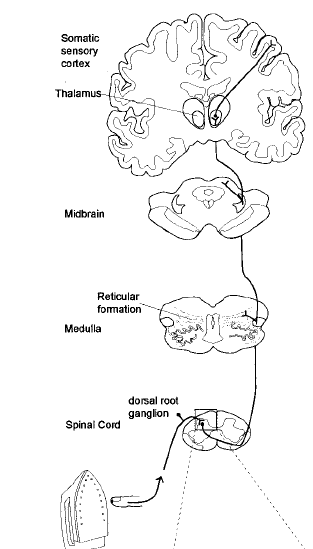 Somatic
sensory
cortex
Thalamus
Midbrain
Reticular
formation
Medulla
dorsal root
ganglion
Spinal Cord